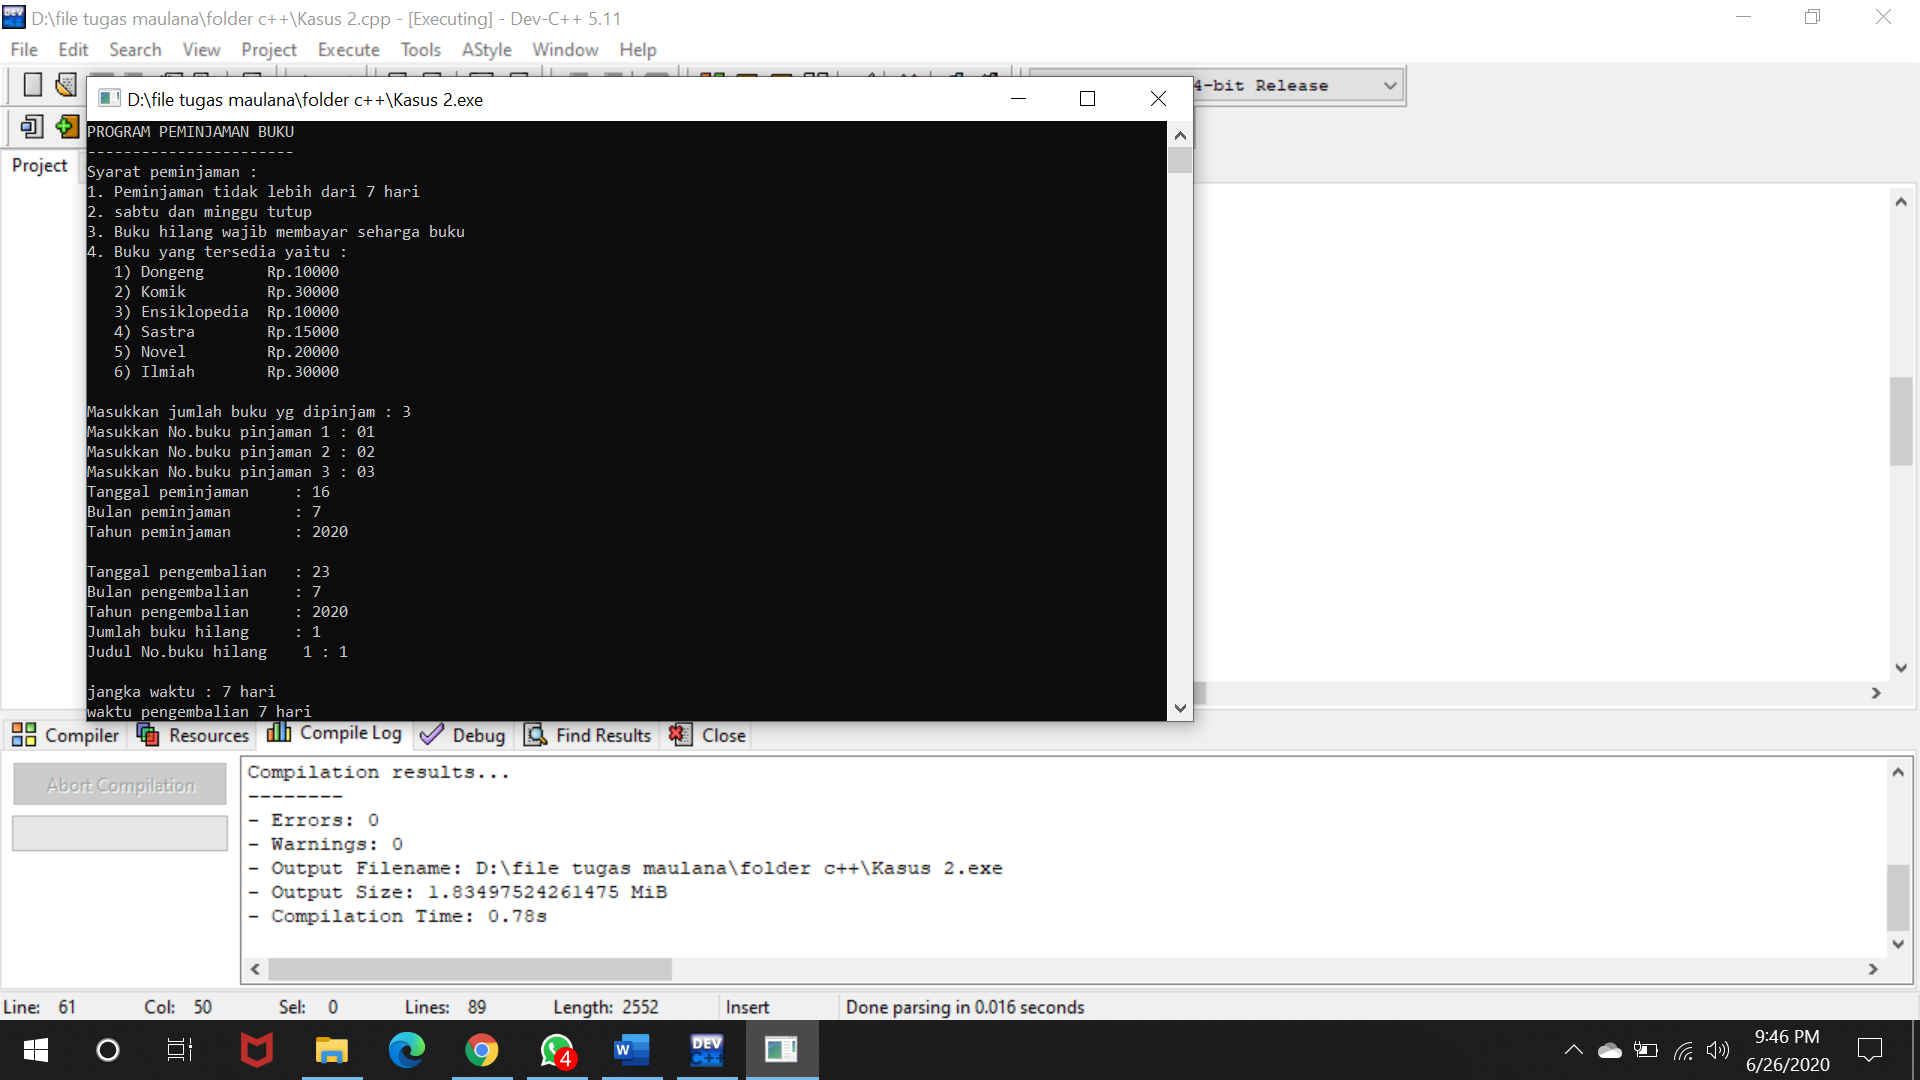 D:\file tugas maulana\folder c++\Kasus 2.cpp - [Executing] - Dev-C++ 5.11
File Edit Search View Project Execute Tools AStyle Window Help
4-bit Release
D:\file tugas maulana\folder c++\Kasus 2.exe
Project
PROGRAM PEMINJAMAN BUKU
-----------------------
Syarat peminjaman :
1. Peminjaman tidak lebih dari 7 hari
2. sabtu dan minggu tutup
3. Buku hilang wajib membayar seharga buku
4. Buku yang tersedia yaitu :
1) Dongeng Rp.10000
2) Komik Rp.30000
3) Ensiklopedia Rp.10000
4) Sastra Rp.15000
5) Novel Rp.20000
6) Ilmiah Rp.30000
Masukkan jumlah buku yg dipinjam : 3
Masukkan No.buku pinjaman 1 : 01
Masukkan No.buku pinjaman 2 : 02
Masukkan No.buku pinjaman 3 : 03
Tanggal peminjaman : 16
Bulan peminjaman : 7
Tahun peminjaman : 2020
Tanggal pengembalian : 23
Bulan pengembalian : 7
Tahun pengembalian : 2020
Jumlah buku hilang : 1
Judul No.buku hilang 1 : 1
jangka waktu : 7 hari
waktu pengembalian 7 hari
Compiler Resources Compile Log Debug Find Results Close
Abort Compilation
Compilation results...
--------
- Errors: 0
- Warnings: 0
- Output Filename: D:\file tugas maulana\folder c++\Kasus 2.exe
- Output Size: 1.83497524261475 MiB
- Compilation Time: 0.78s
Line: 61 Col: 50 Sel: 0 Lines: 89 Length: 2552 Insert Done parsing in 0.016 seconds
4
W
DEV C++
9:46 PM
6/26/2020